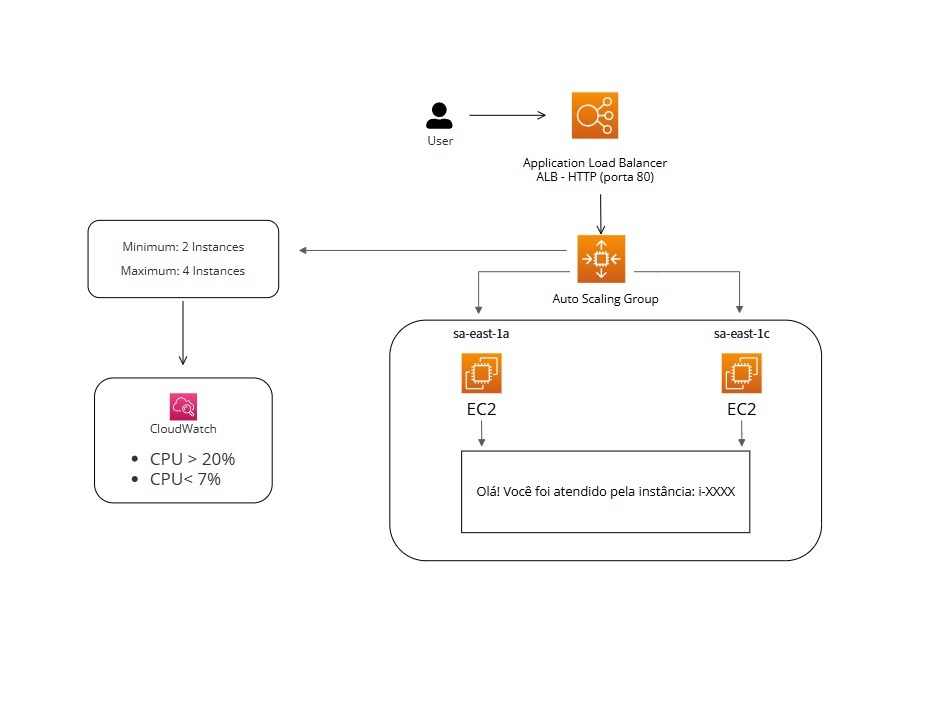 User
Application Load Balancer
ALB - HTTP (porta 80)
Minimum: 2 Instances
Maximum: 4 Instances
Auto Scaling Group
sa-east-1a
sa-east-1c
EC2
EC2
CloudWatch
• CPU > 20%
• CPU< 7%
Olá! Você foi atendido pela instância: i-XXXX